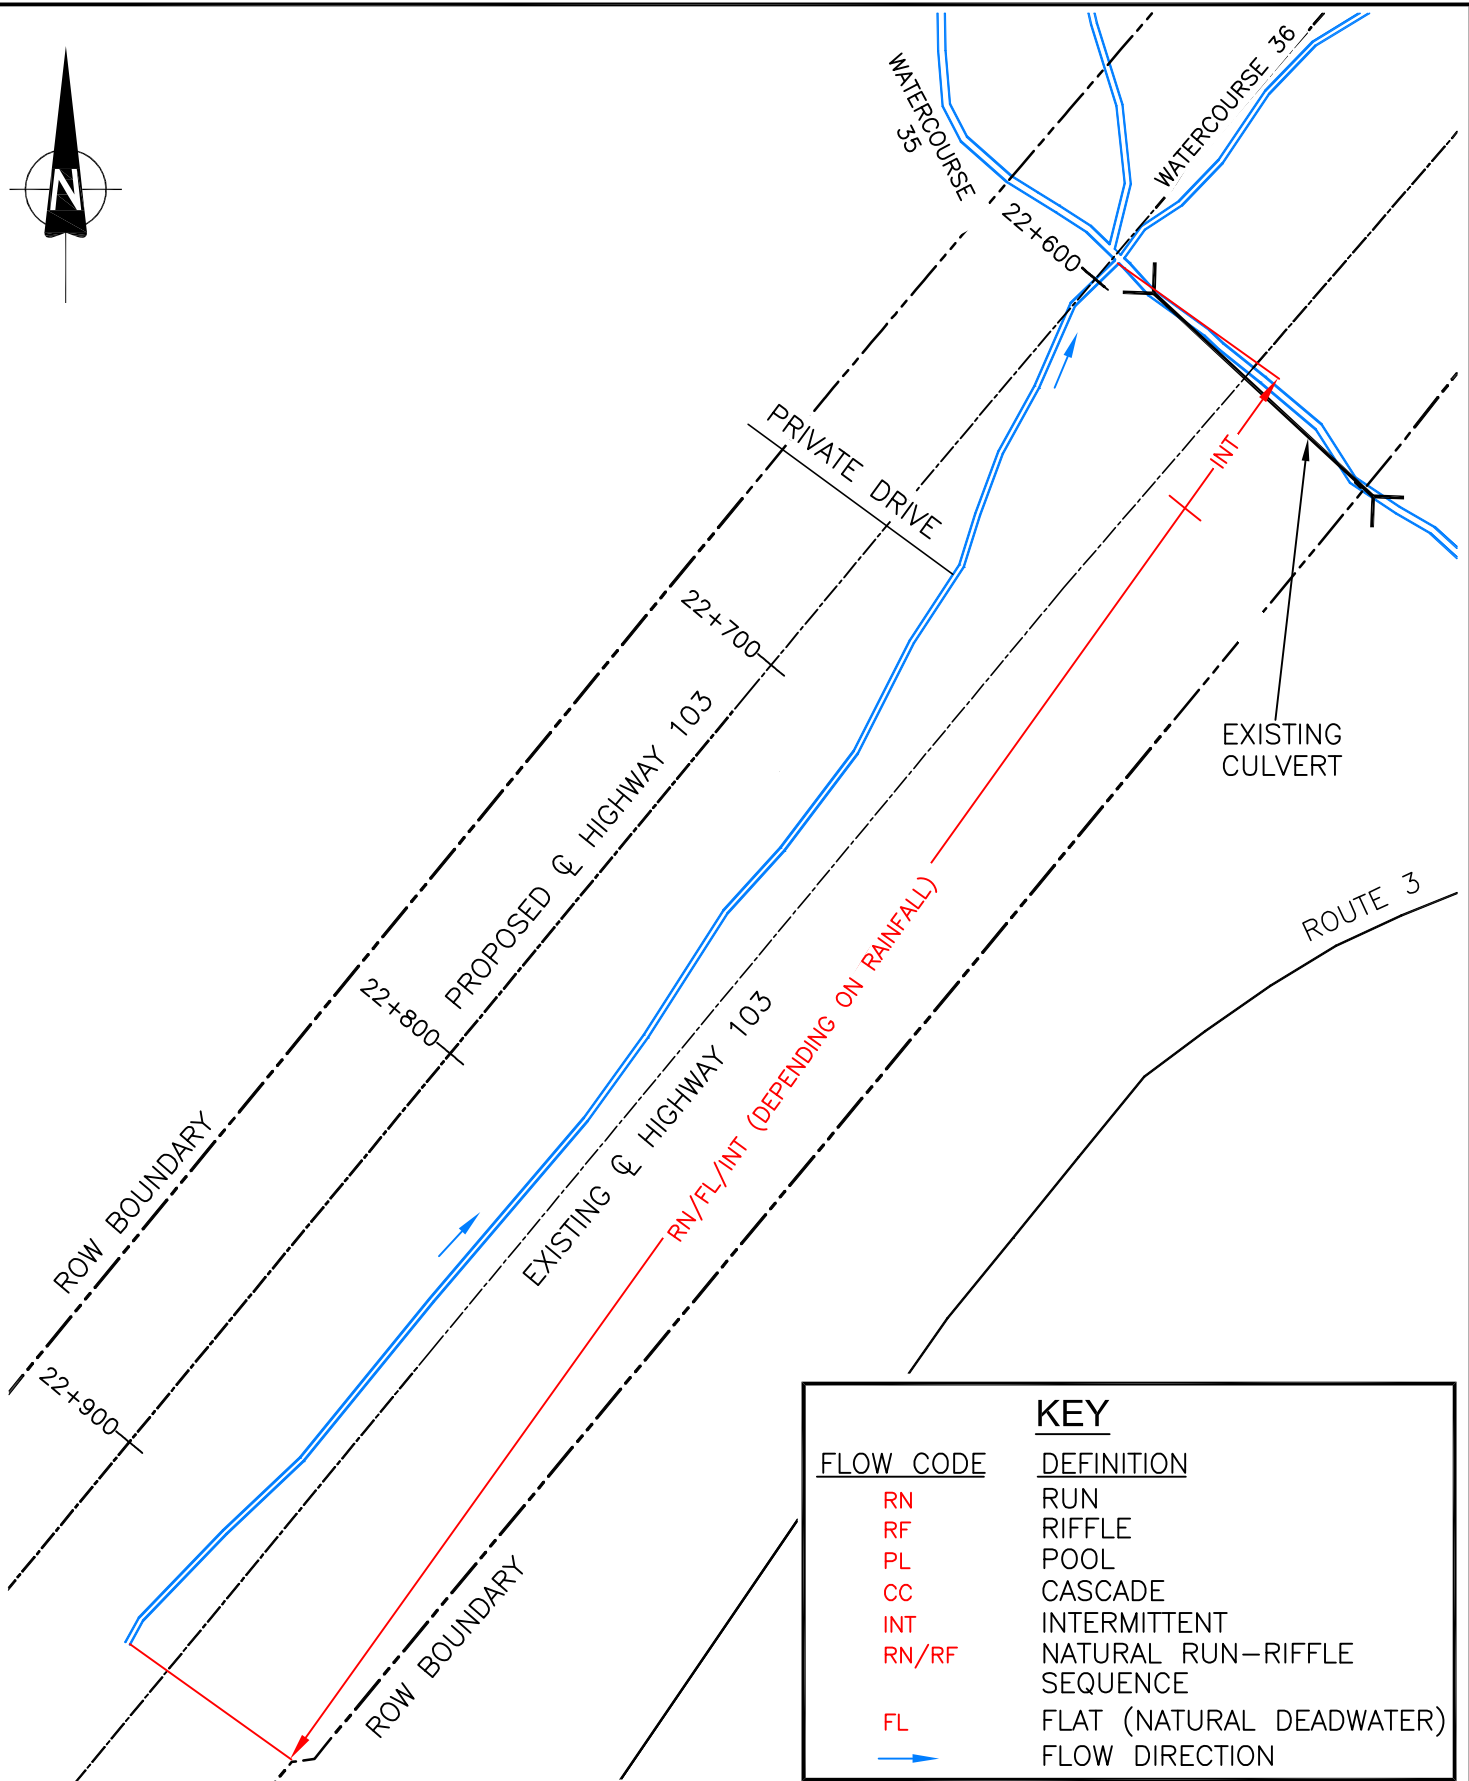 N
WATERCOURSE
35
WATERCOURSE 36
22+600
PRIVATE DRIVE
INT
22+700
EXISTING
CULVERT
PROPOSED ℄ HIGHWAY 103
ROUTE 3
22+800
EXISTING ℄ HIGHWAY 103
RN/FL/INT (DEPENDING ON RAINFALL)
ROW BOUNDARY
22+900
ROW BOUNDARY
KEY
FLOW CODE DEFINITION
RN RUN
RF RIFFLE
PL POOL
CC CASCADE
INT INTERMITTENT
RN/RF NATURAL RUN-RIFFLE
SEQUENCE
FL FLAT (NATURAL DEADWATER)
FLOW DIRECTION